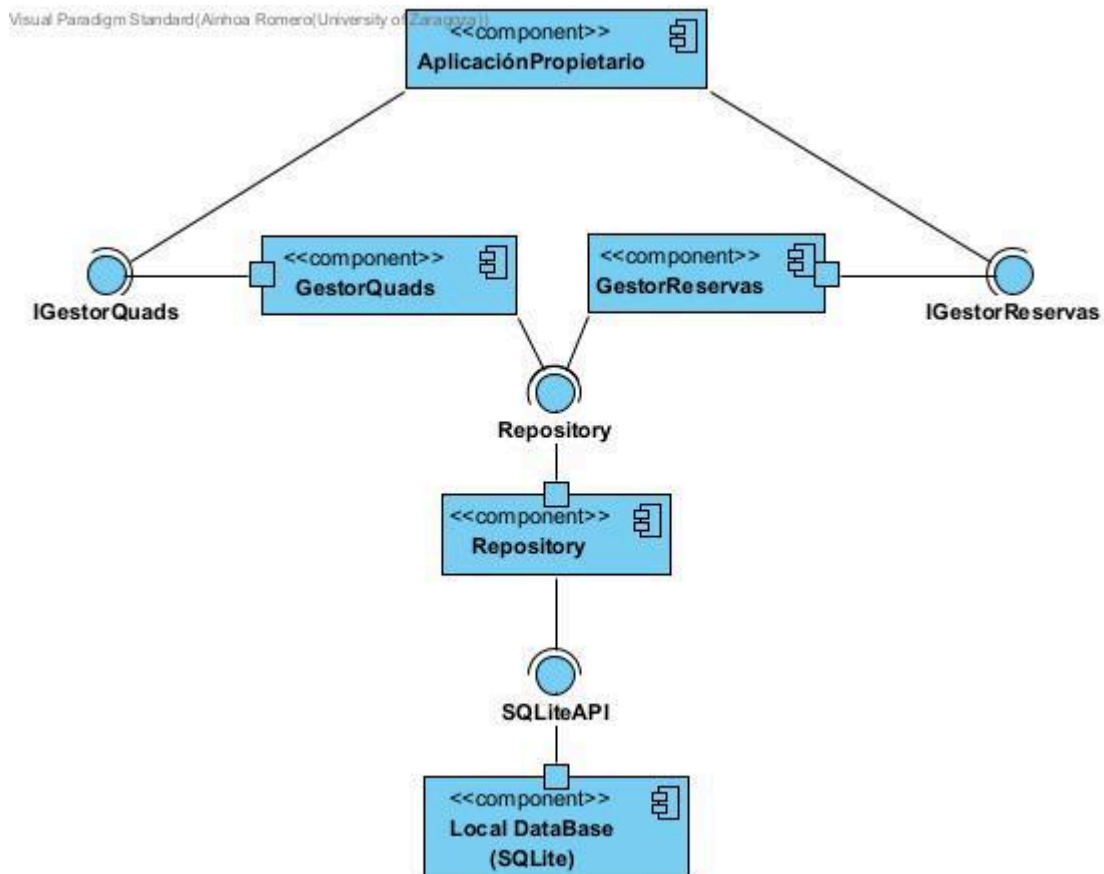 Visual Paradigm Standard(Ainhoa Romero(University of Zaragoza))
<<component>>
AplicaciónPropietario
<<component>>
GestorQuads
<<component>>
GestorReservas
IGestorQuads
IGestorReservas
Repository
<<component>>
Repository
SQLiteAPI
<<component>>
Local DataBase
(SQLite)